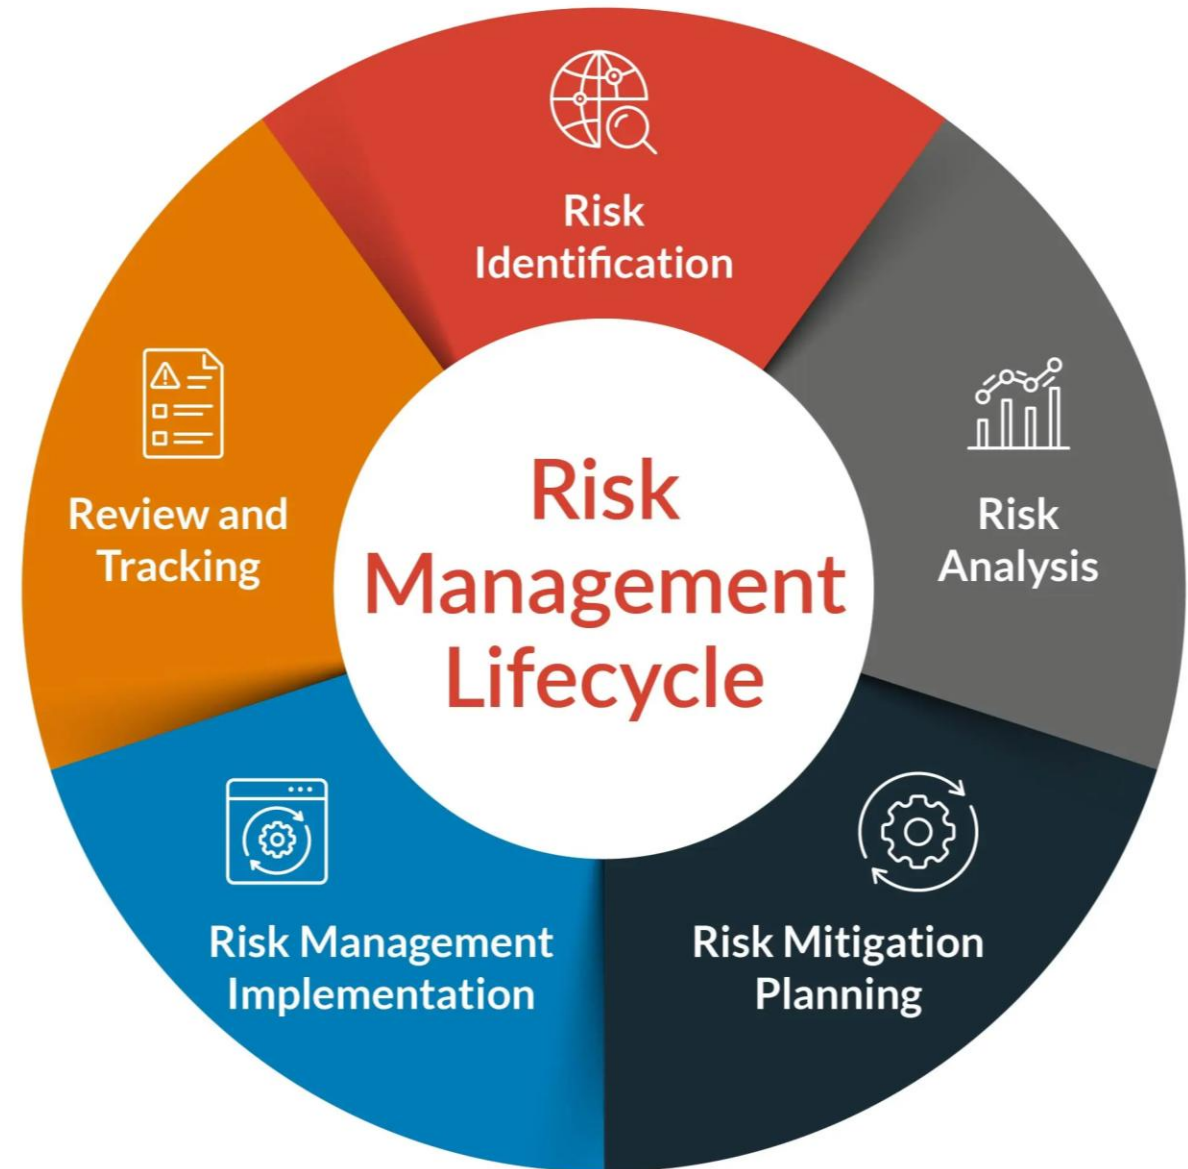 Risk
Identification
Risk
Analysis
Risk Mitigation
Planning
Risk Management
Implementation
Review and
Tracking
Risk
Management
Lifecycle